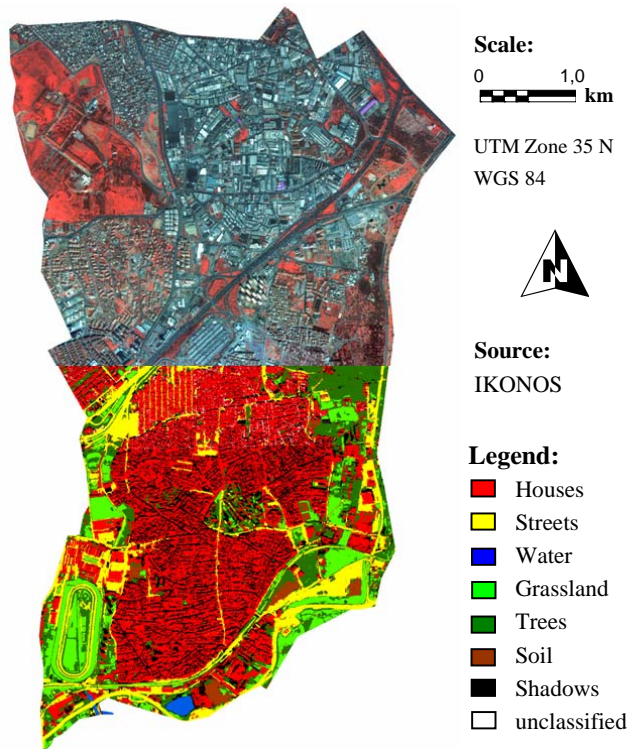 Scale:
0 1,0
km
UTM Zone 35 N
WGS 84
N
Source:
IKONOS
Legend:
Houses
Streets
Water
Grassland
Trees
Soil
Shadows
unclassified